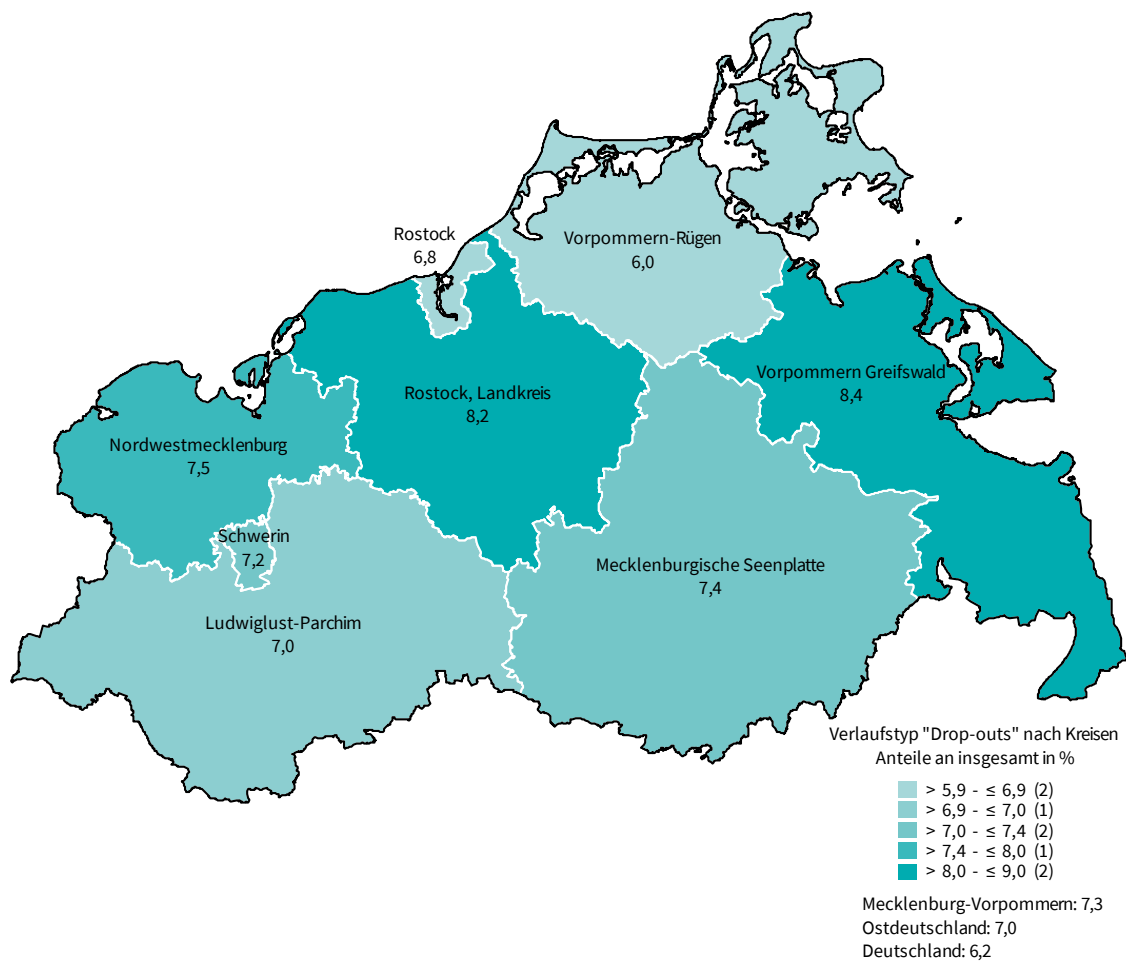 Rostock
6,8
Vorpommern-Rügen
6,0
Vorpommern Greifswald
8,4
Rostock, Landkreis
8,2
Nordwestmecklenburg
7,5
Schwerin
7,2
Mecklenburgische Seenplatte
7,4
Ludwiglust-Parchim
7,0
Verlaufstyp "Drop-outs" nach Kreisen
Anteile an insgesamt in %
> 5,9 - ≤ 6,9 (2)
> 6,9 - ≤ 7,0 (1)
> 7,0 - ≤ 7,4 (2)
> 7,4 - ≤ 8,0 (1)
> 8,0 - ≤ 9,0 (2)
Mecklenburg-Vorpommern: 7,3
Ostdeutschland: 7,0
Deutschland: 6,2